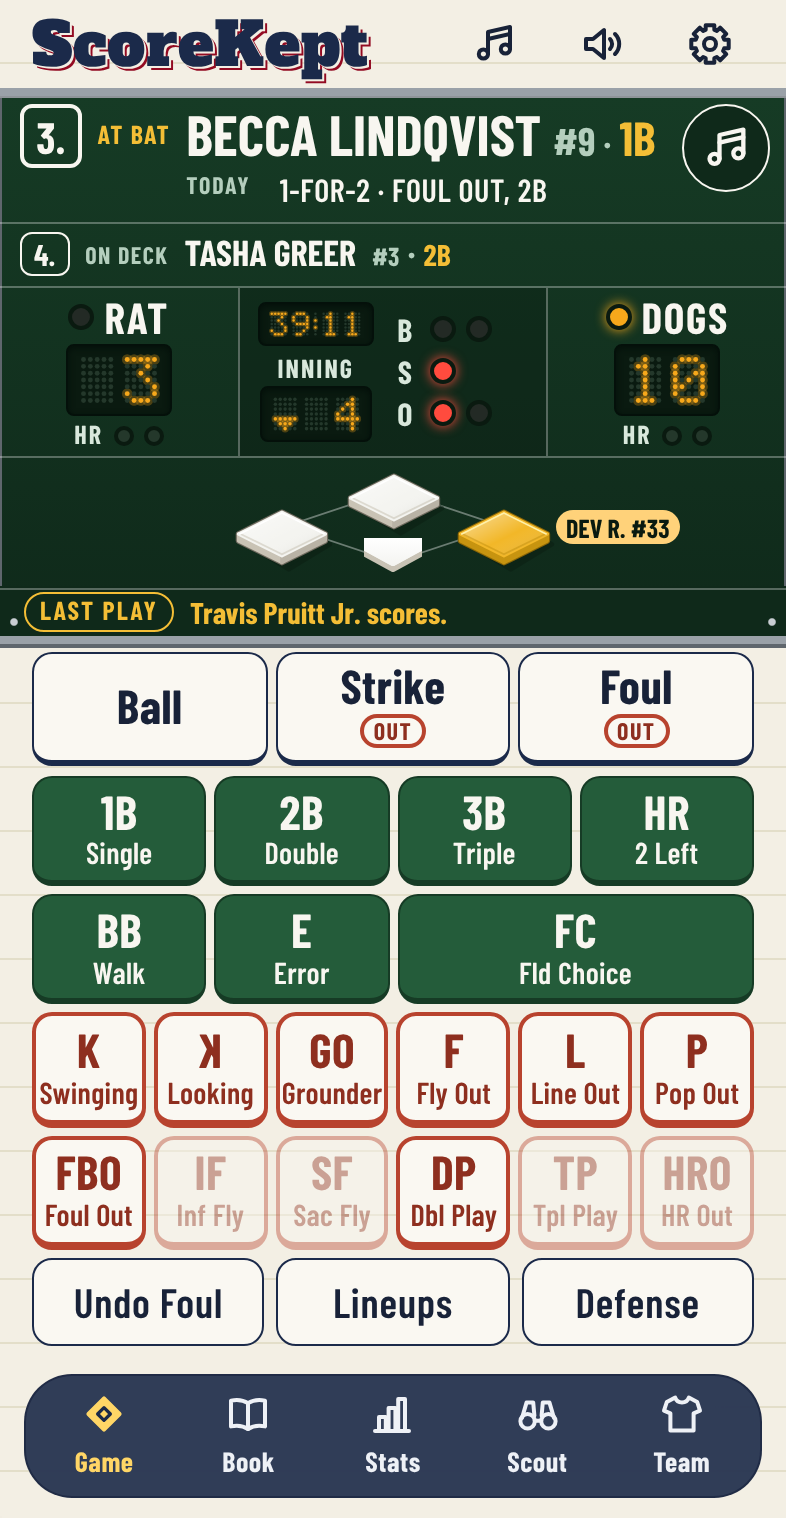 ScoreKept
3. AT BAT BECCA LINDQVIST #9 · 1B
TODAY 1-FOR-2 · FOUL OUT, 2B
4. ON DECK TASHA GREER #3 · 2B
RAT 39:11 B DOGS
3 INNING S 10
HR 4 O HR
DEV R. #33
LAST PLAY Travis Pruitt Jr. scores.
Ball Strike Foul
OUT OUT
1B 2B 3B HR
Single Double Triple 2 Left
BB E FC
Walk Error Fld Choice
K ꓘ GO F L P
Swinging Looking Grounder Fly Out Line Out Pop Out
FBO IF SF DP TP HRO
Foul Out Inf Fly Sac Fly Dbl Play Tpl Play HR Out
Undo Foul Lineups Defense
Game Book Stats Scout Team